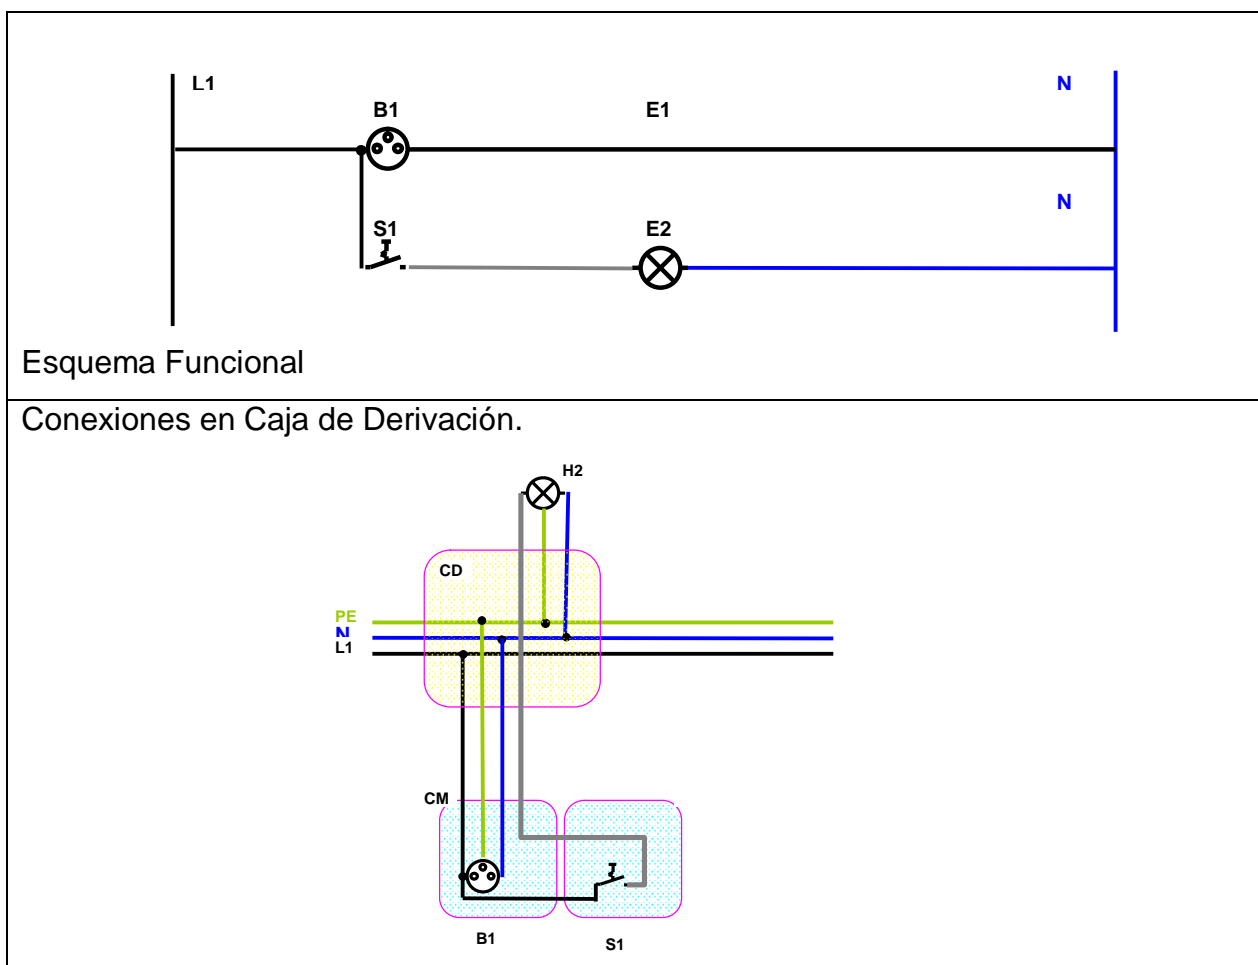 L1
N
B1
E1
N
S1
E2
Esquema Funcional
Conexiones en Caja de Derivación.
H2
CD
PE
N
L1
CM
B1
S1